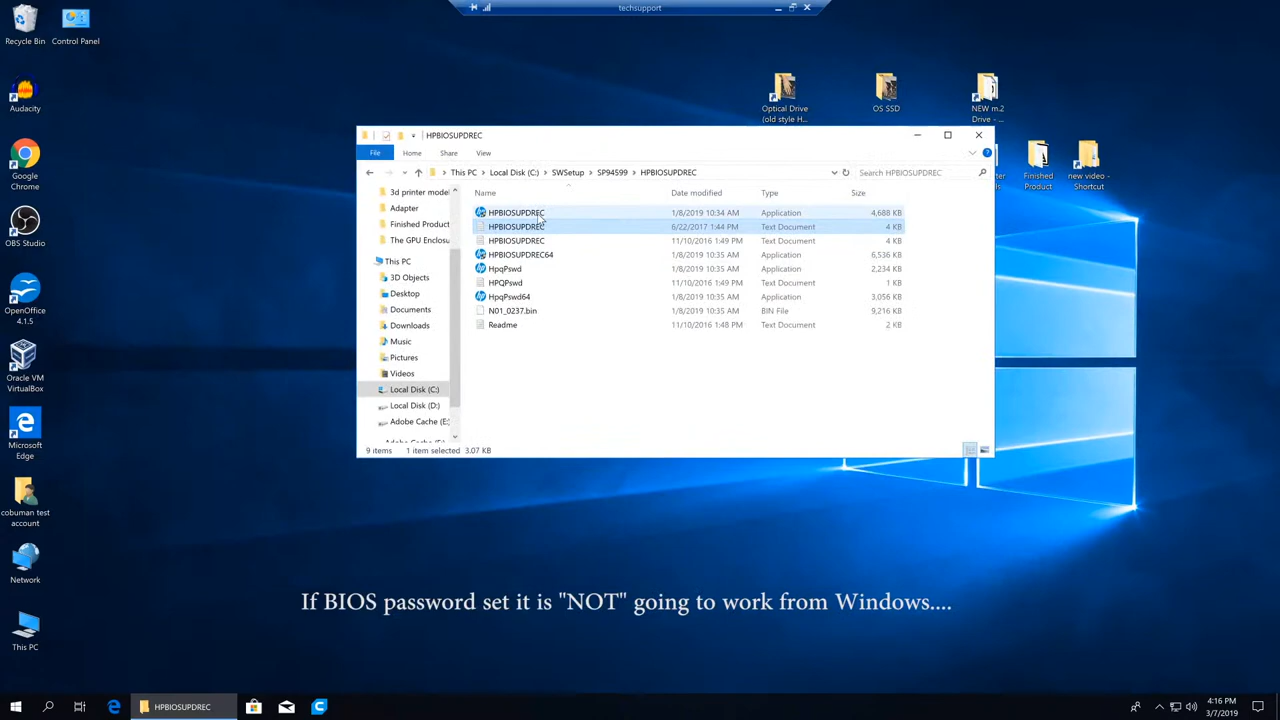 techsupport
Recycle Bin
Control Panel
Audacity
Google
Chrome
OBS Studio
OpenOffice
4.1.5
Oracle VM
VirtualBox
Microsoft
Edge
cobuman test
account
Network
This PC
Optical Drive
(old style H...
OS SSD
NEW m.2
Drive - ...
Finished
Product
new video -
Shortcut
HPBIOSUPDREC
File Home Share View
This PC > Local Disk (C:) > SWSetup > SP94599 > HPBIOSUPDREC
Search HPBIOSUPDREC
3d printer model
Adapter
Finished Product
The GPU Enclosu
This PC
3D Objects
Desktop
Documents
Downloads
Music
Pictures
Videos
Local Disk (C:)
Local Disk (D:)
Adobe Cache (E:
Name Date modified Type Size
HPBIOSUPDREC 1/8/2019 10:34 AM Application 4,688 KB
HPBIOSUPDREC 6/22/2017 1:44 PM Text Document 4 KB
HPBIOSUPDREC 11/10/2016 1:49 PM Text Document 4 KB
HPBIOSUPDREC64 1/8/2019 10:35 AM Application 6,536 KB
HpqPswd 1/8/2019 10:35 AM Application 2,234 KB
HPQPswd 11/10/2016 1:49 PM Text Document 1 KB
HpqPswd64 1/8/2019 10:35 AM Application 3,056 KB
N01_0237.bin 1/8/2019 10:35 AM BIN File 9,216 KB
Readme 11/10/2016 1:48 PM Text Document 2 KB
9 items 1 item selected 3.07 KB
If BIOS password set it is "NOT" going to work from Windows....
HPBIOSUPDREC
4:16 PM
3/7/2019